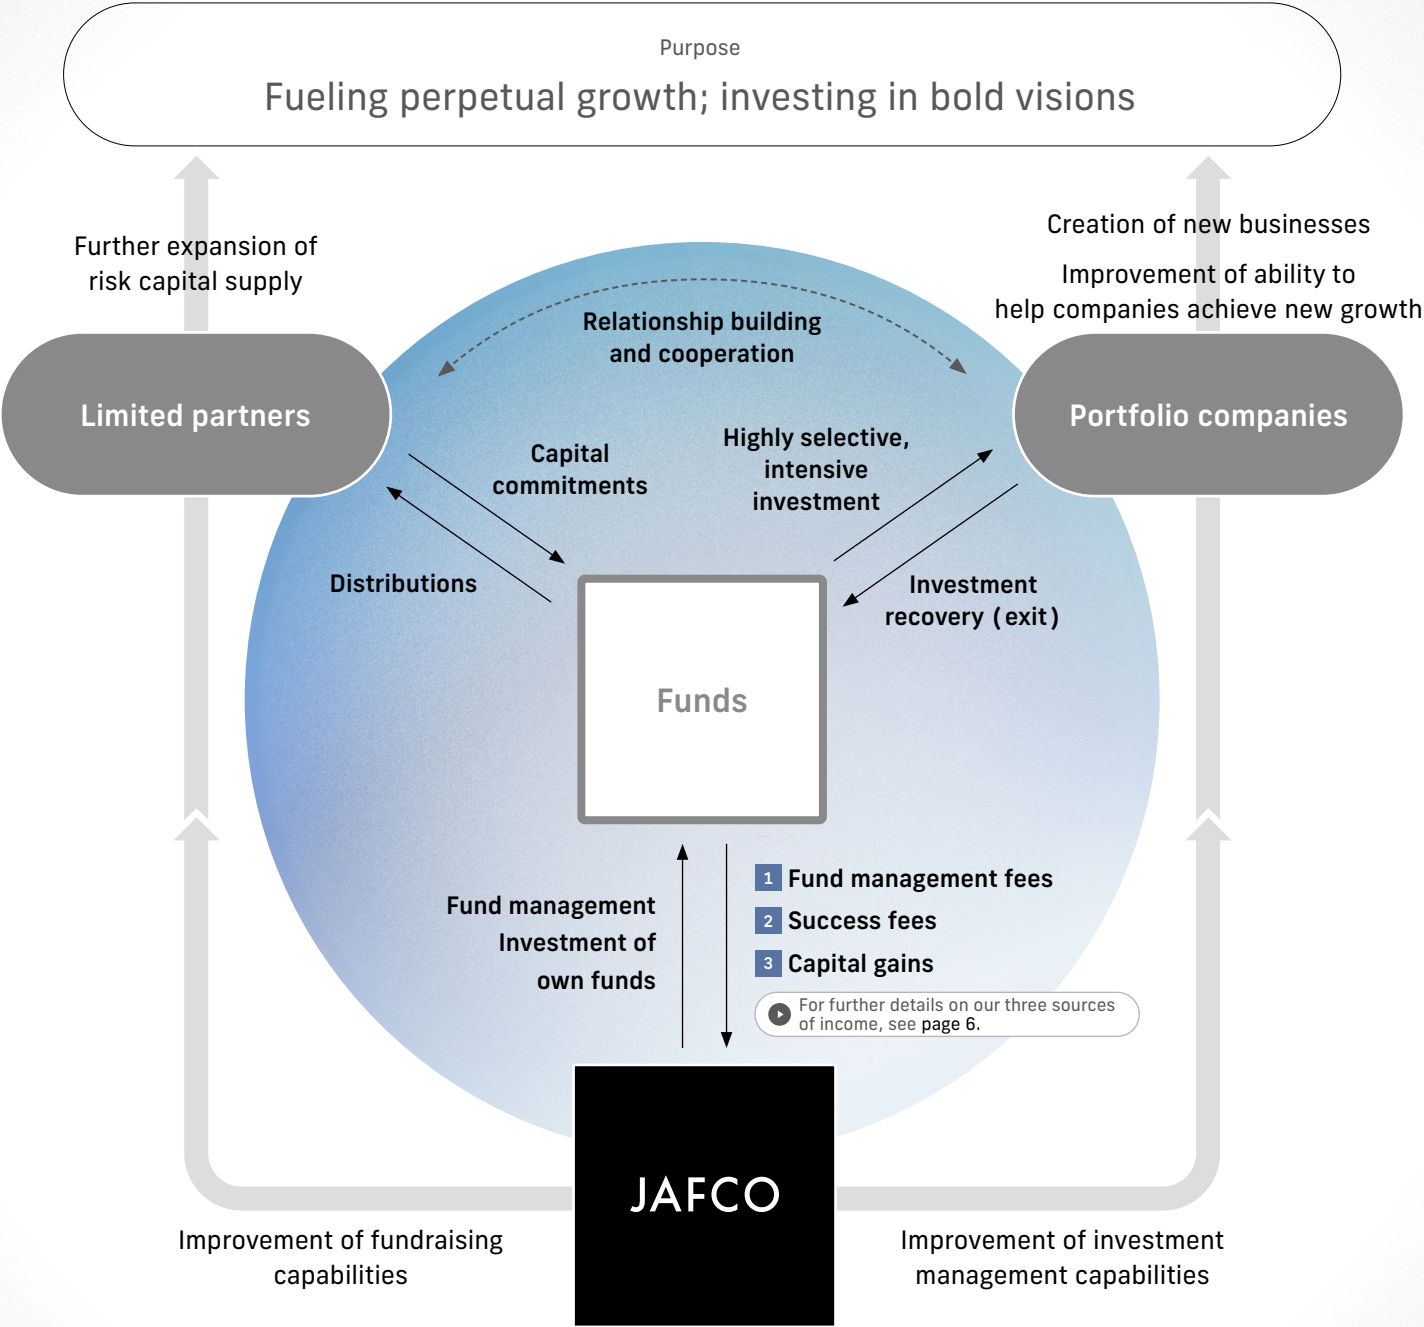 Purpose
Fueling perpetual growth; investing in bold visions
Further expansion of
risk capital supply
Creation of new businesses
Improvement of ability to
help companies achieve new growth
Relationship building
and cooperation
Limited partners
Portfolio companies
Capital
commitments
Highly selective,
intensive
investment
Distributions
Investment
recovery (exit)
Funds
Fund management
Investment of
own funds
1 Fund management fees
2 Success fees
3 Capital gains
For further details on our three sources
of income, see page 6.
JAFCO
Improvement of fundraising
capabilities
Improvement of investment
management capabilities